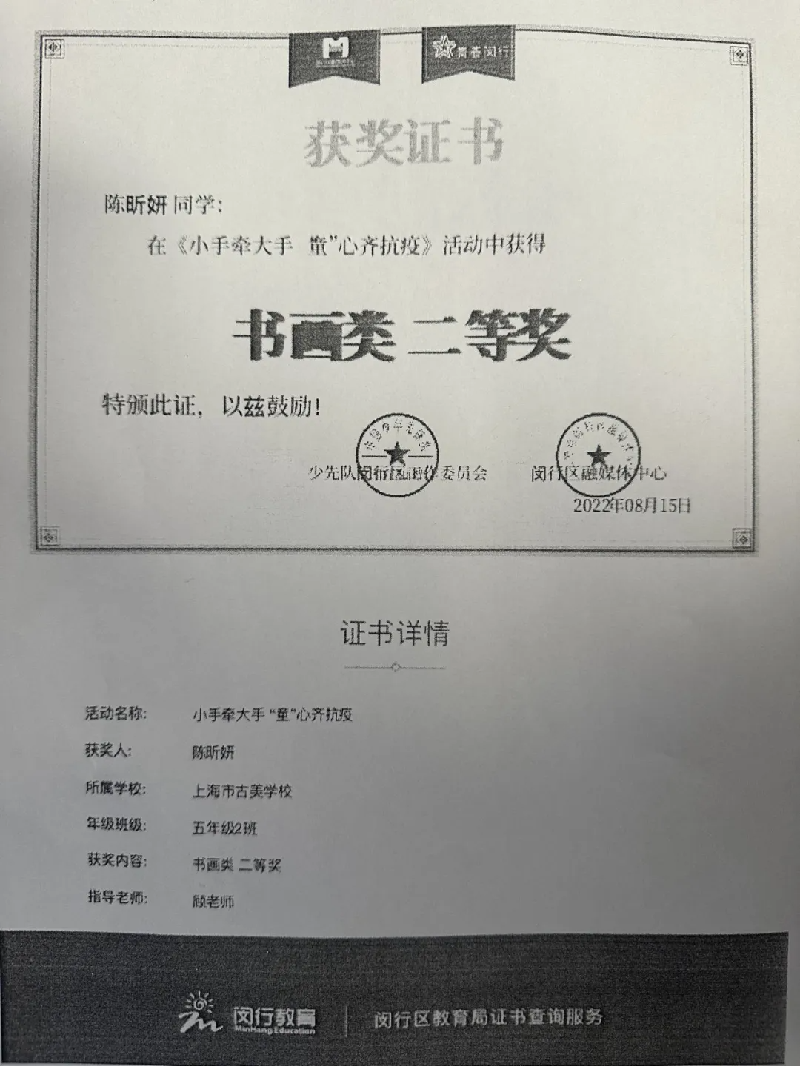 青春闵行
获奖证书
陈昕妍 同学:
在《小手牵大手 童”心齐抗疫》活动中获得
书画类 二等奖
特颁此证，以兹鼓励!
少先队闵行区工作委员会 闵行区融媒体中心
2022年08月15日
证书详情
活动名称: 小手牵大手 “童”心齐抗疫
获奖人: 陈昕妍
所属学校: 上海市古美学校
年级班级: 五年级2班
获奖内容: 书画类 二等奖
指导老师: 顾老师
闵行教育 闵行区教育局证书查询服务
MinHang Education